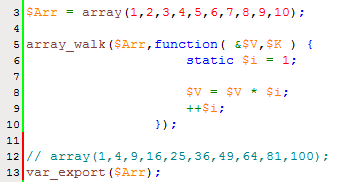 3 $Arr = array(1,2,3,4,5,6,7,8,9,10);
4
5 array_walk($Arr,function( &$V,$K ) {
6 static $i = 1;
7
8 $V = $V * $i;
9 ++$i;
10 });
11
12 // array(1,4,9,16,25,36,49,64,81,100);
13 var_export($Arr);